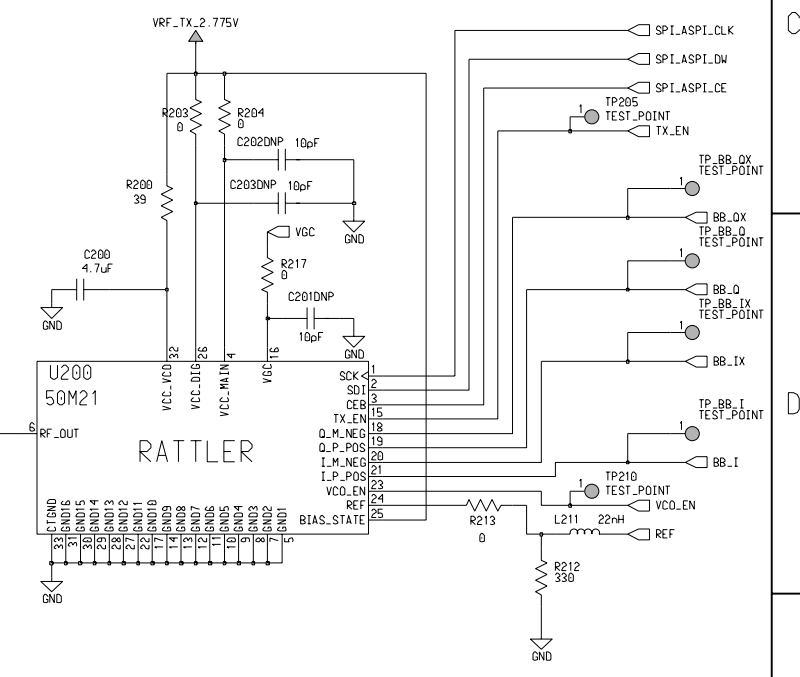 VRF_TX_2.775V
C
SPI_ASPI_CLK
SPI_ASPI_DW
SPI_ASPI_CE
TP205
1 TEST_POINT
TX_EN
R203
0
R204
0
C202DNP 10pF
C203DNP 10pF
GND
R200
39
VGC
R217
0
C200
4.7uF
GND
C201DNP
10pF
GND
TP_BB_QX
1 TEST_POINT
BB_QX
TP_BB_Q
1 TEST_POINT
BB_Q
TP_BB_IX
1 TEST_POINT
BB_IX
TP_BB_I
1 TEST_POINT
BB_I
D
TP210
1 TEST_POINT
VCO_EN
L211 22nH
REF
R213
0
R212
330
GND
U200
50M21
RATTLER
32 VCC_VCO
26 VCC_DIG
4 VCC_MAIN
16 VGC
SCK 1
SDI 2
CEB 3
TX_EN 15
Q_M_NEG 18
Q_P_POS 19
I_M_NEG 20
I_P_POS 21
VCO_EN 23
REF 24
BIAS_STATE 25
6 RF_OUT
CTGND GND16 GND15 GND14 GND13 GND12 GND11 GND10 GND9 GND8 GND7 GND6 GND5 GND4 GND3 GND2 GND1
33 31 30 29 28 27 22 17 14 13 12 11 10 9 8 7 5
GND